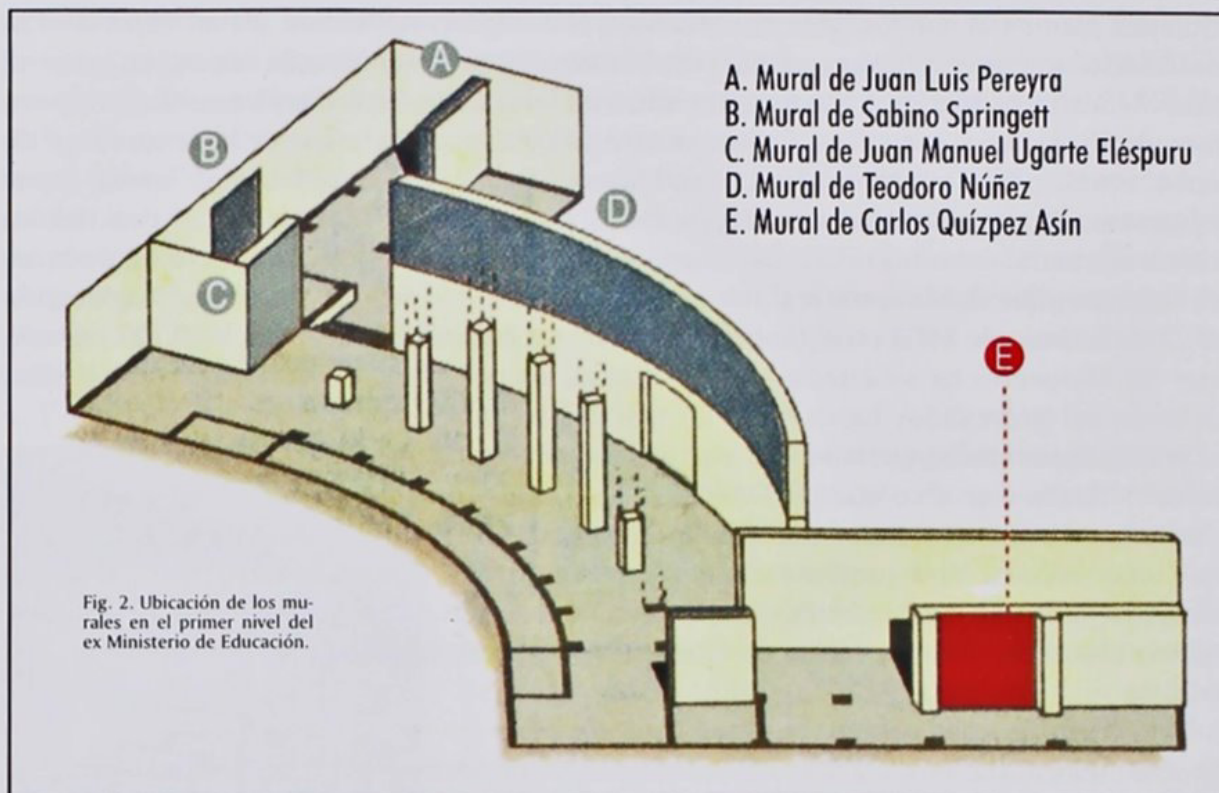 A
B
C
D
E
A. Mural de Juan Luis Pereyra
B. Mural de Sabino Springett
C. Mural de Juan Manuel Ugarte Eléspuru
D. Mural de Teodoro Núñez
E. Mural de Carlos Quízpez Asín
Fig. 2. Ubicación de los mu-
rales en el primer nivel del
ex Ministerio de Educación.